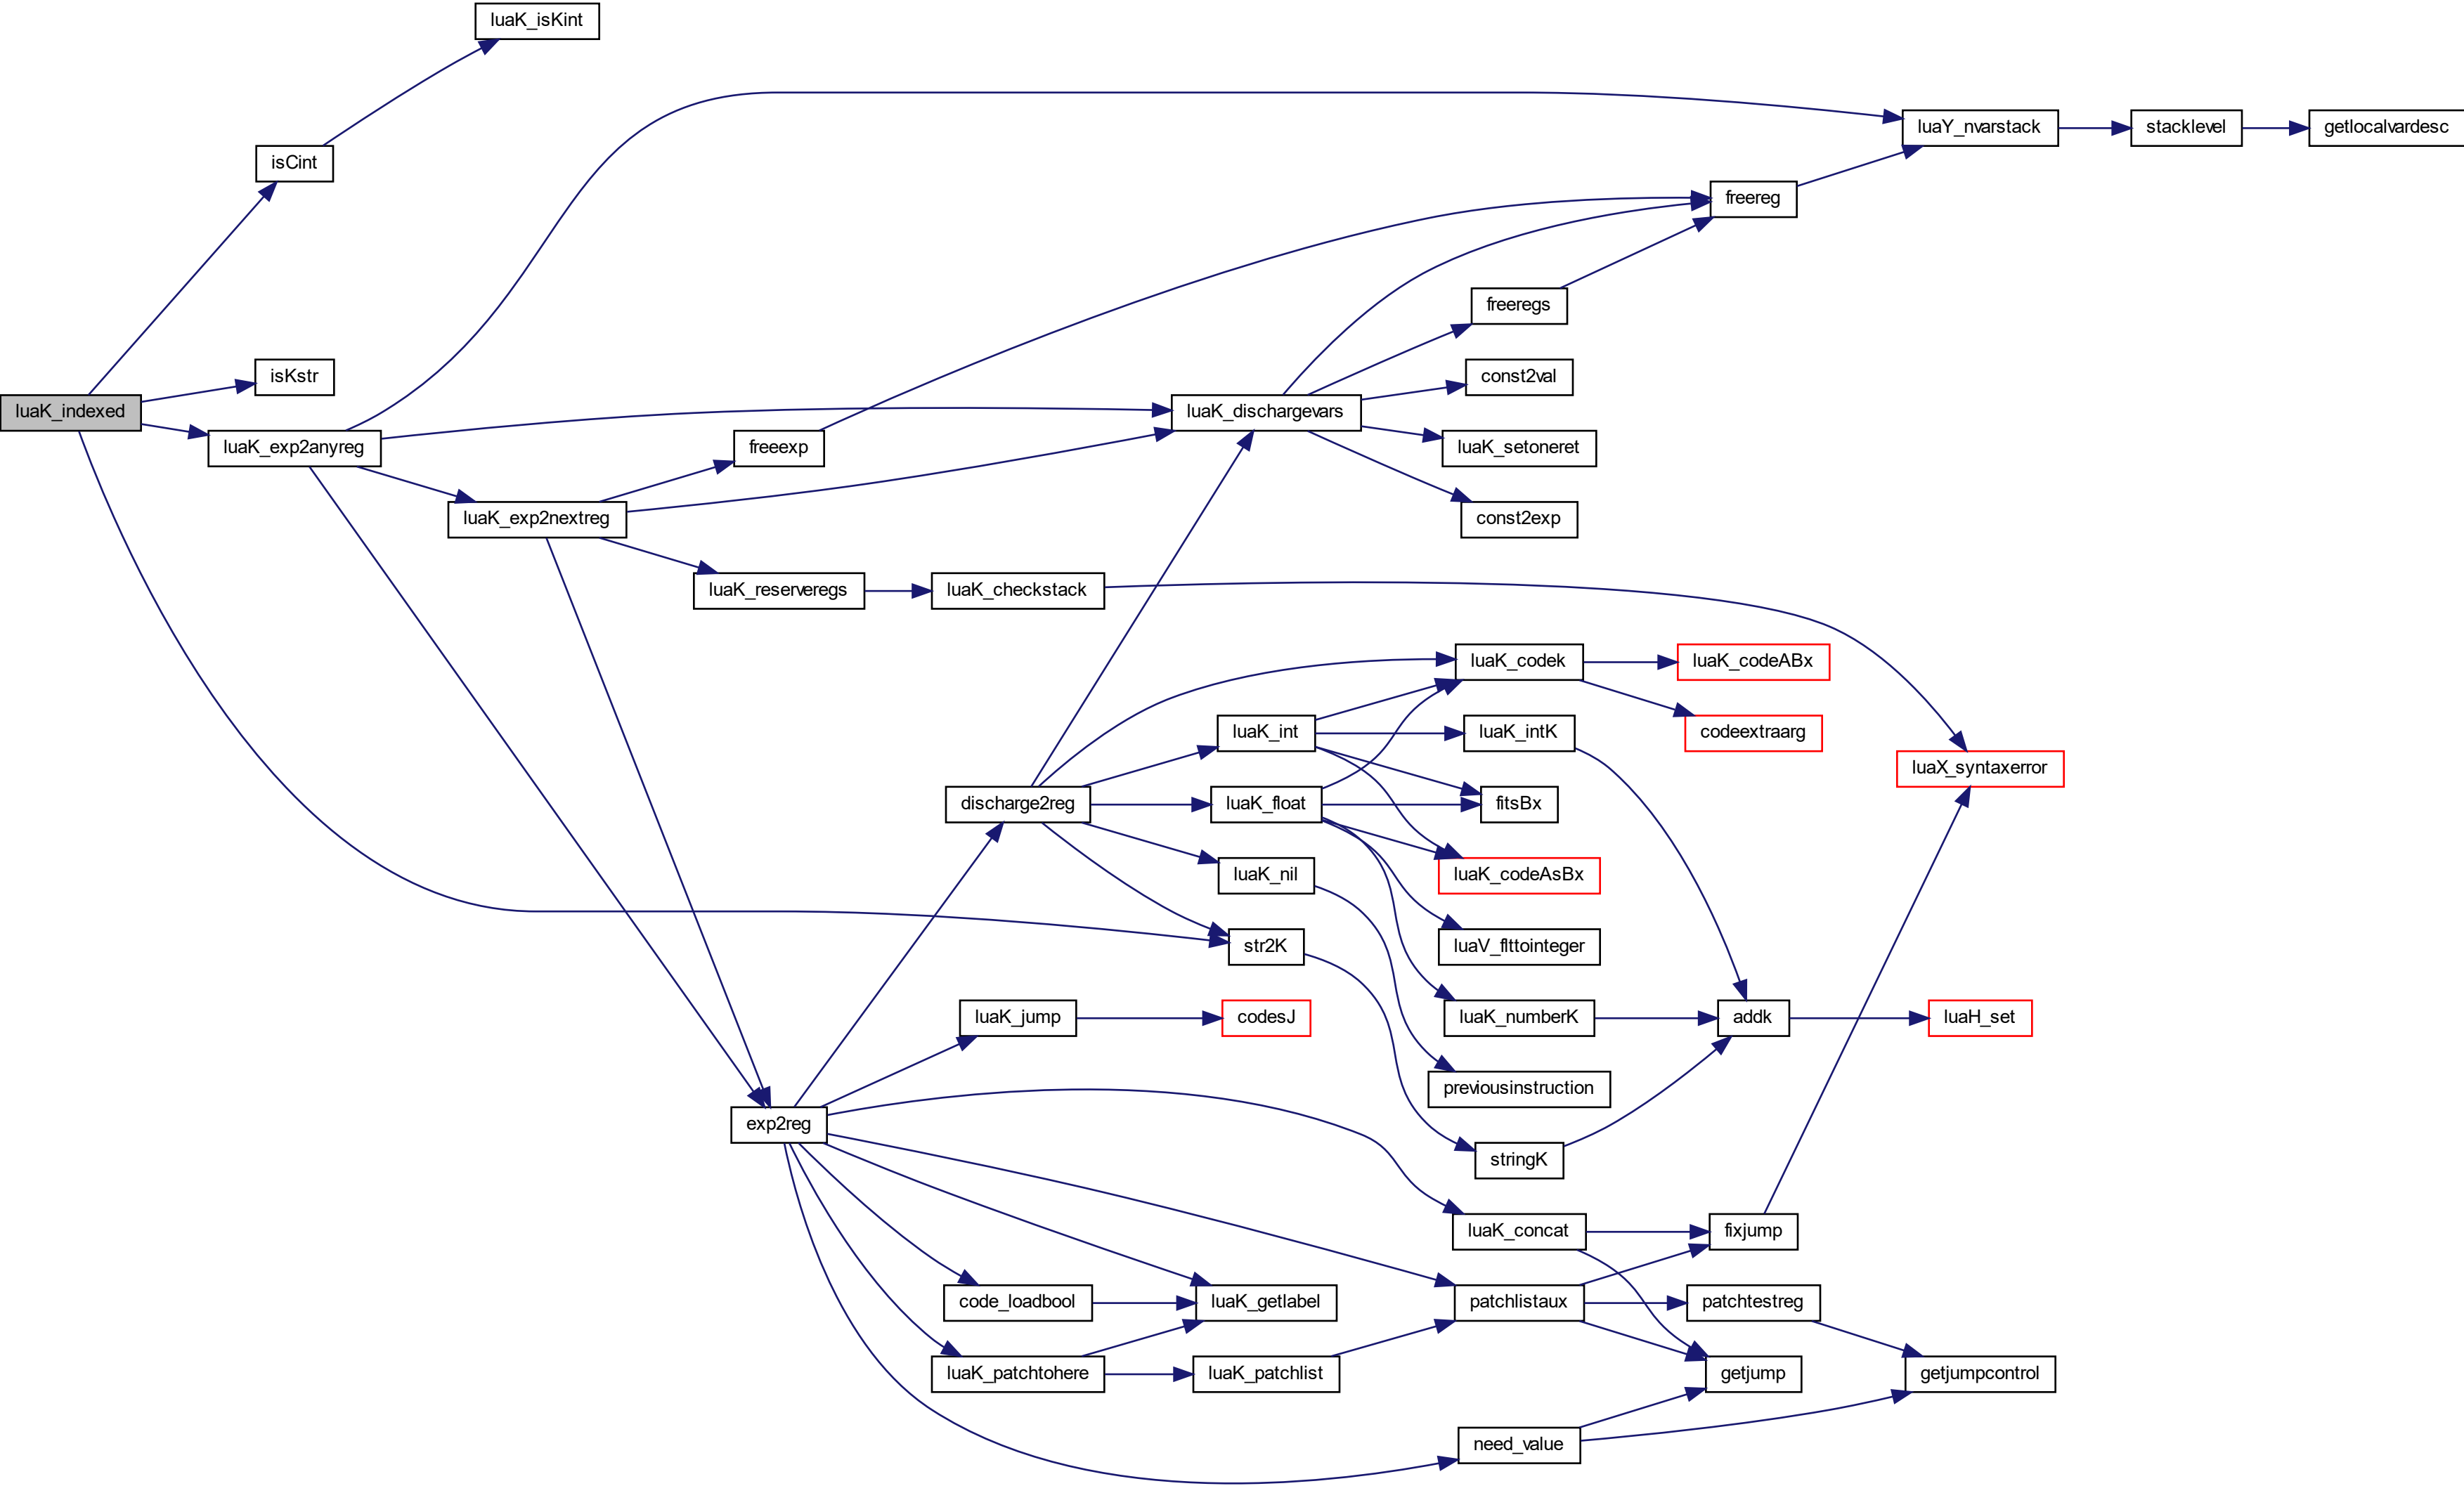 luaK_isKint
luaY_nvarstack
stacklevel
getlocalvardesc
isCint
freereg
freeregs
isKstr
const2val
luaK_indexed
luaK_dischargevars
luaK_exp2anyreg
freeexp
luaK_setoneret
luaK_exp2nextreg
const2exp
luaK_reserveregs
luaK_checkstack
luaK_codek
luaK_codeABx
luaK_int
luaK_intK
codeextraarg
luaX_syntaxerror
discharge2reg
luaK_float
fitsBx
luaK_nil
luaK_codeAsBx
str2K
luaV_flttointeger
luaK_jump
codesJ
luaK_numberK
addk
luaH_set
previousinstruction
exp2reg
stringK
luaK_concat
fixjump
code_loadbool
luaK_getlabel
patchlistaux
patchtestreg
luaK_patchtohere
luaK_patchlist
getjump
getjumpcontrol
need_value